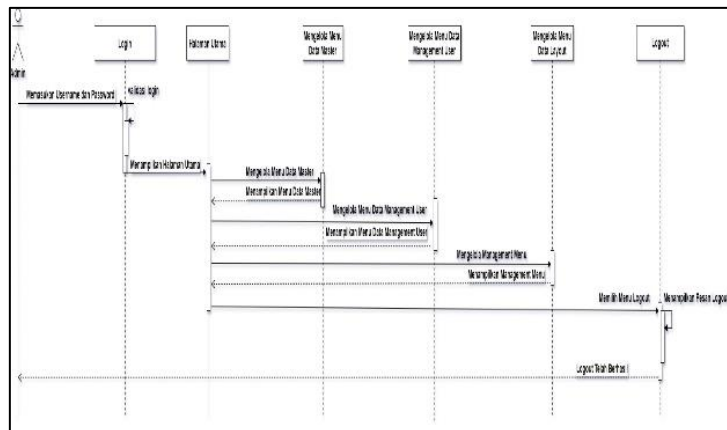 Admin
Login
Halaman Utama
Mengelola Menu
Data Master
Mengelola Menu Data
Management User
Mengelola Menu
Data Layout
Logout
Memasukan Username dan Password
Validasi login
Menampilkan Halaman Utama
Mengelola Menu Data Master
Menampilkan Menu Data Master
Mengelola Menu Data Management User
Menampilkan Menu Data Management User
Mengelola Management Menu
Menampilkan Management Menu
Memilih Menu Logout
Menampilkan Pesan Logout
Logout Telah Berhasi